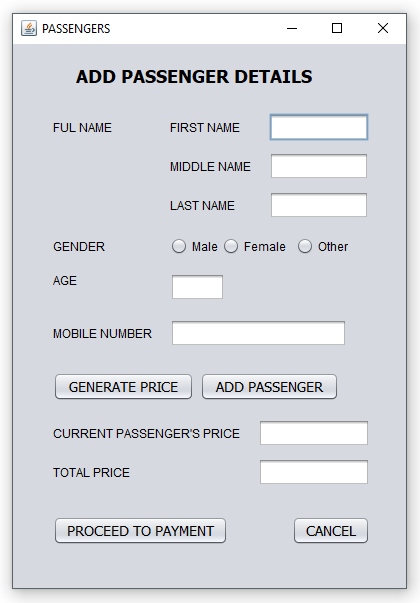 PASSENGERS
ADD PASSENGER DETAILS
FUL NAME FIRST NAME
MIDDLE NAME
LAST NAME
GENDER Male Female Other
AGE
MOBILE NUMBER
GENERATE PRICE ADD PASSENGER
CURRENT PASSENGER'S PRICE
TOTAL PRICE
PROCEED TO PAYMENT CANCEL